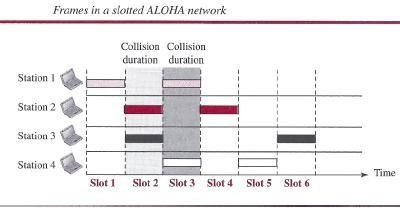 Frames in a slotted ALOHA network
Collision duration
Collision duration
Station 1
Station 2
Station 3
Station 4
Time
Slot 1 Slot 2 Slot 3 Slot 4 Slot 5 Slot 6